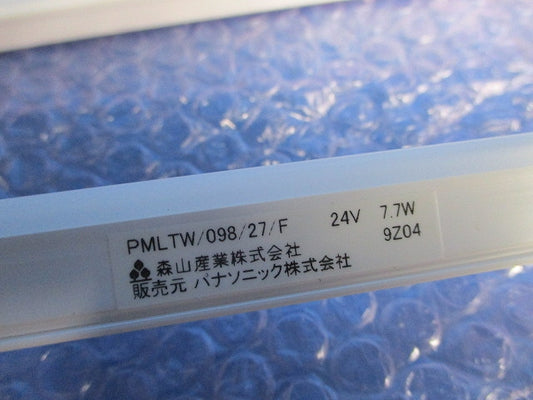 PMLTW/098/27/F 24V 7.7W
森山産業株式会社 9Z04
販売元 パナソニック株式会社